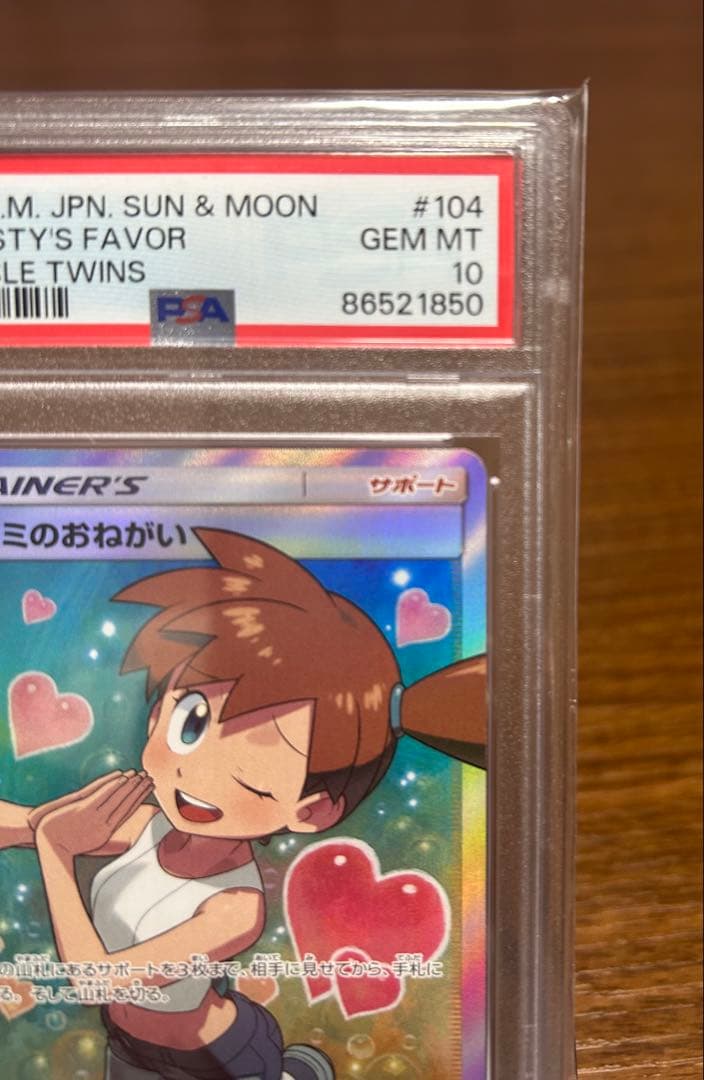 .M. JPN. SUN & MOON #104
STY'S FAVOR GEM MT
BLE TWINS 10
PSA 86521850
AINER'S サポート
ミのおねがい
の山札にあるサポートを3枚まで、相手に見せてから、手札に
る。そして山札を切る。